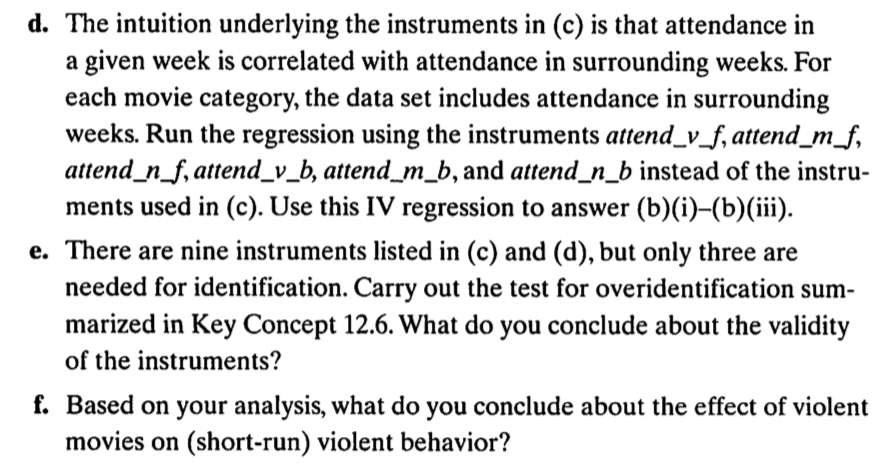 d. The intuition underlying the instruments in (c) is that attendance in
a given week is correlated with attendance in surrounding weeks. For
each movie category, the data set includes attendance in surrounding
weeks. Run the regression using the instruments attend_v_f, attend_m_f,
attend_n_f, attend_v_b, attend_m_b, and attend_n_b instead of the instru-
ments used in (c). Use this IV regression to answer (b)(i)–(b)(iii).
e. There are nine instruments listed in (c) and (d), but only three are
needed for identification. Carry out the test for overidentification sum-
marized in Key Concept 12.6. What do you conclude about the validity
of the instruments?
f. Based on your analysis, what do you conclude about the effect of violent
movies on (short-run) violent behavior?